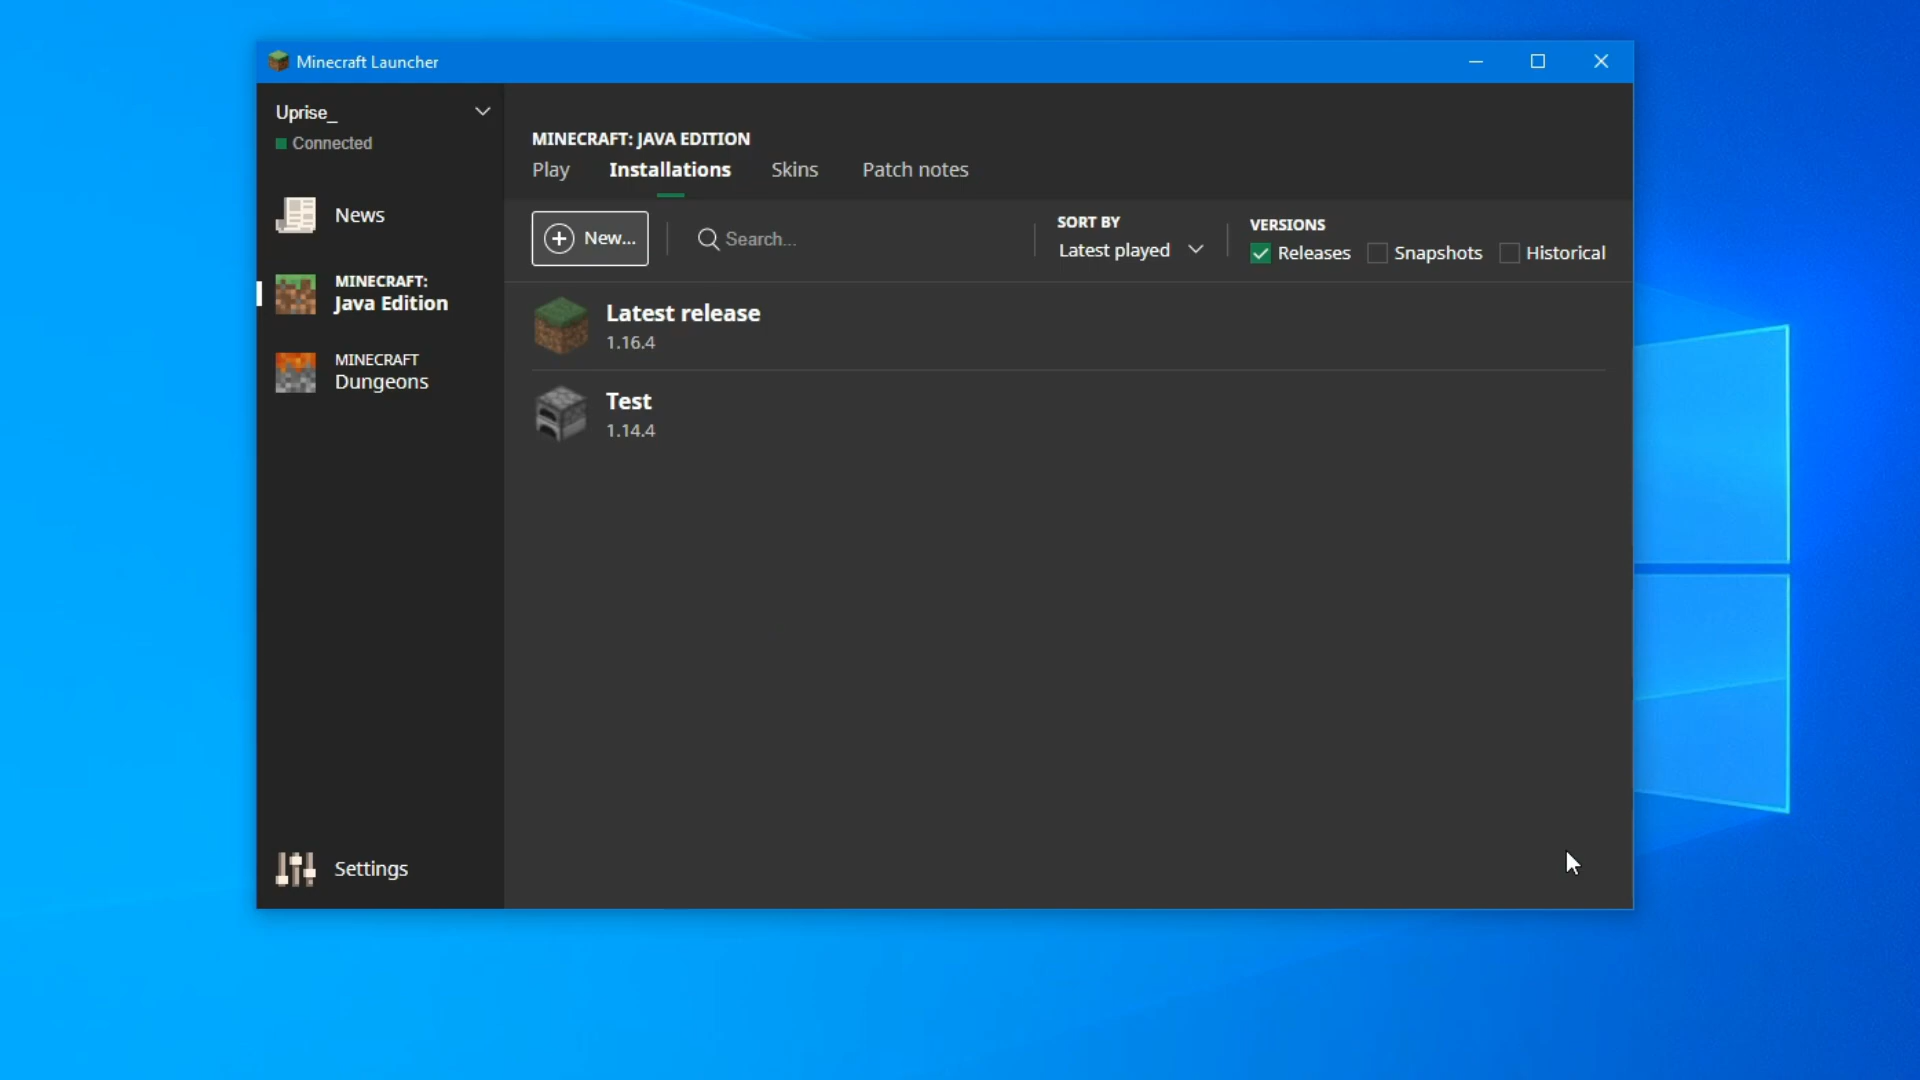 Minecraft Launcher
Uprise_
Connected
News
MINECRAFT:
Java Edition
MINECRAFT
Dungeons
Settings
MINECRAFT: JAVA EDITION
Play Installations Skins Patch notes
New...
Search...
SORT BY
Latest played
VERSIONS
Releases Snapshots Historical
Latest release
1.16.4
Test
1.14.4